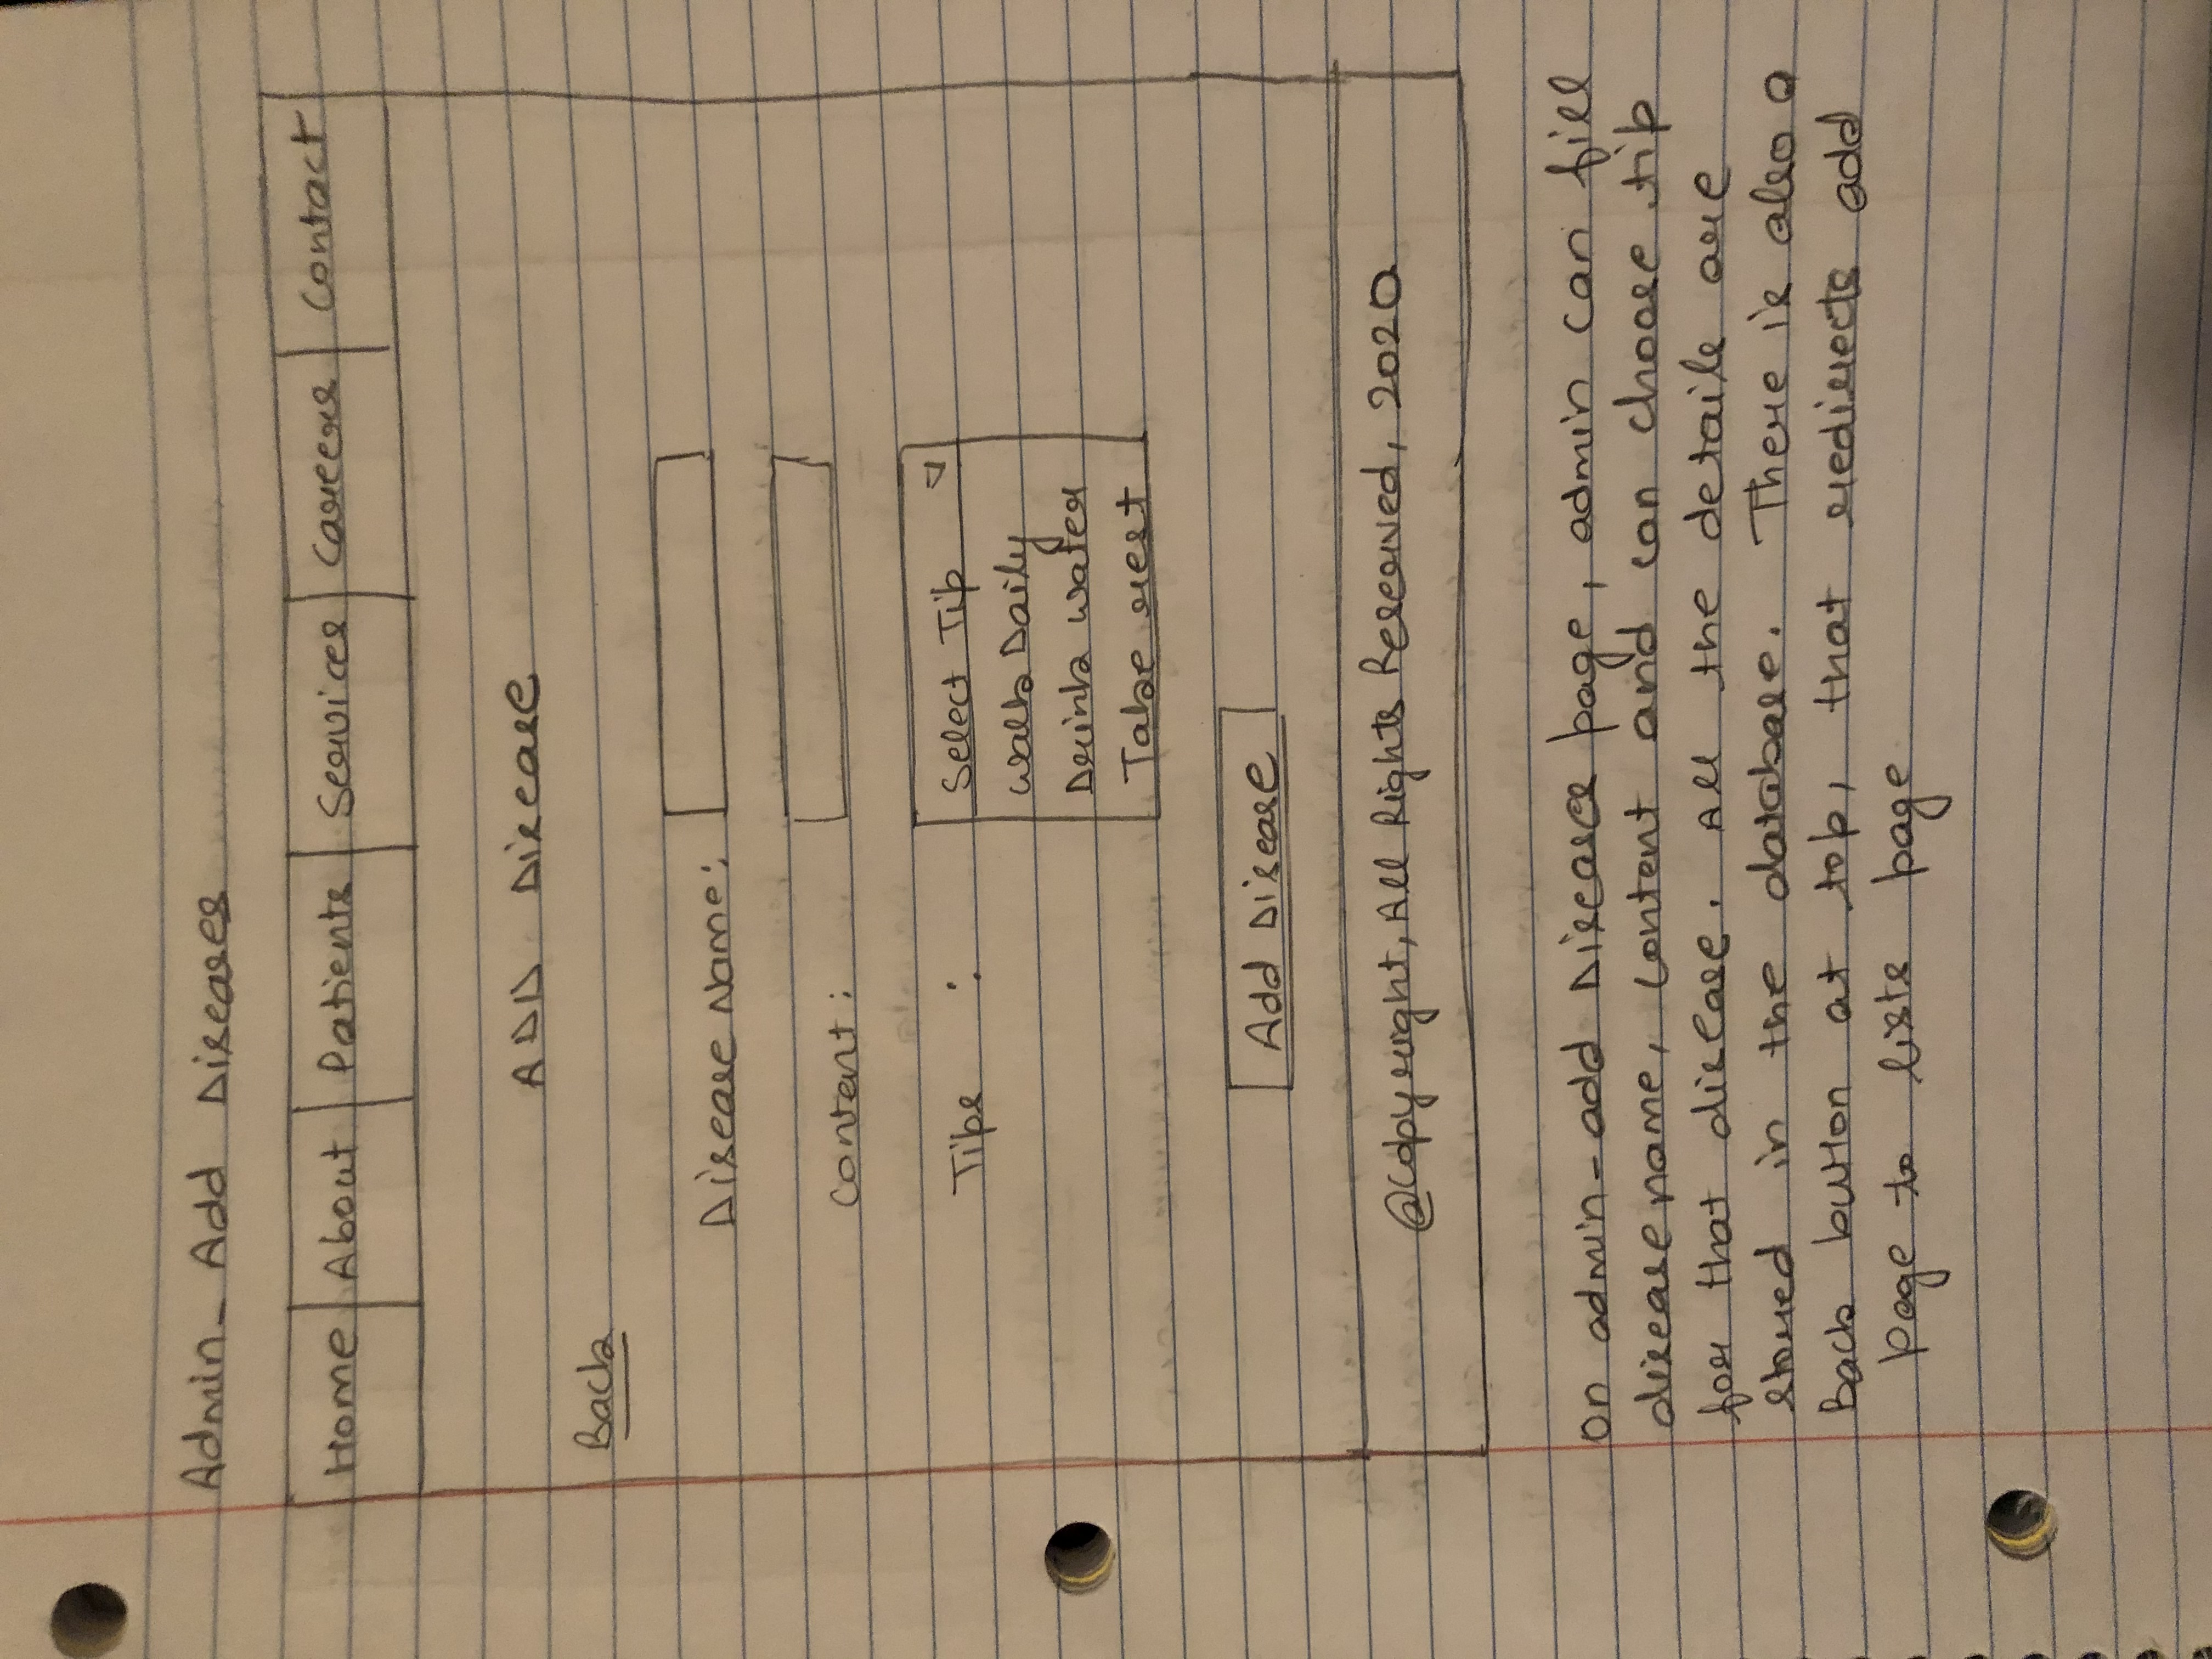 Admin - Add Diseases
Home About Patients Services Careers Contact
ADD Disease
Back
Disease Name:
Content:
Tips : Select Tip
Walk Daily
Drink Water
Take rest
Add Disease
@Copyright, All Rights Reserved, 2020
On admin-add Diseases page, admin can fill
disease name, content and can choose tip
for that disease. All the details are
stored in the database. There is also a
Back button at top, that redirects add
page to lists page